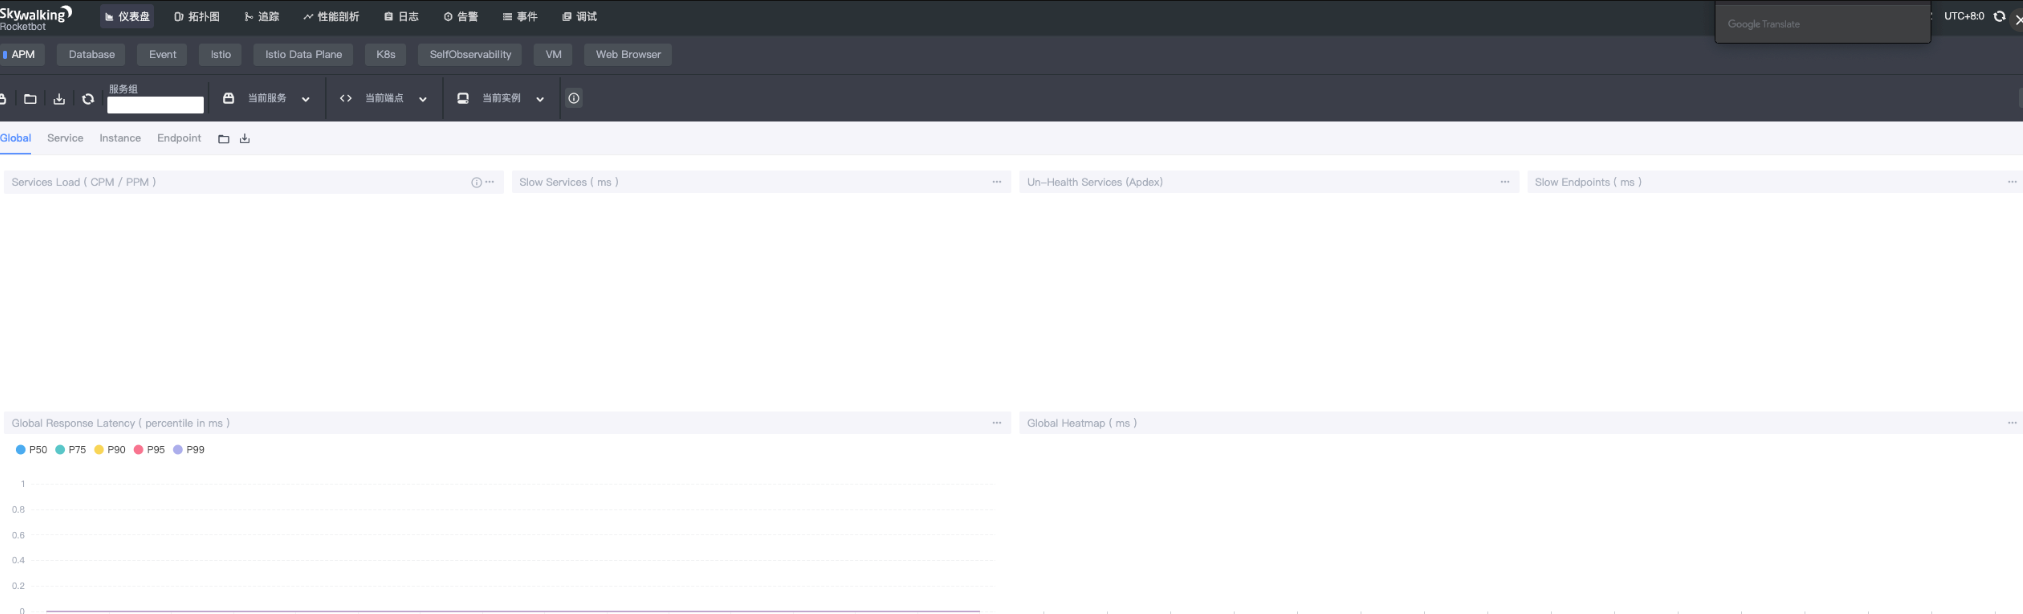 Skywalking
Rocketbot
仪表盘 拓扑图 追踪 性能剖析 日志 告警 事件 调试
Google Translate
UTC+8:0
APM Database Event Istio Istio Data Plane K8s SelfObservability VM Web Browser
服务组
当前服务 当前端点 当前实例
Global Service Instance Endpoint
Services Load ( CPM / PPM )
Slow Services ( ms )
Un-Health Services (Apdex)
Slow Endpoints ( ms )
Global Response Latency ( percentile in ms )
Global Heatmap ( ms )
P50 P75 P90 P95 P99
1
0.8
0.6
0.4
0.2
0